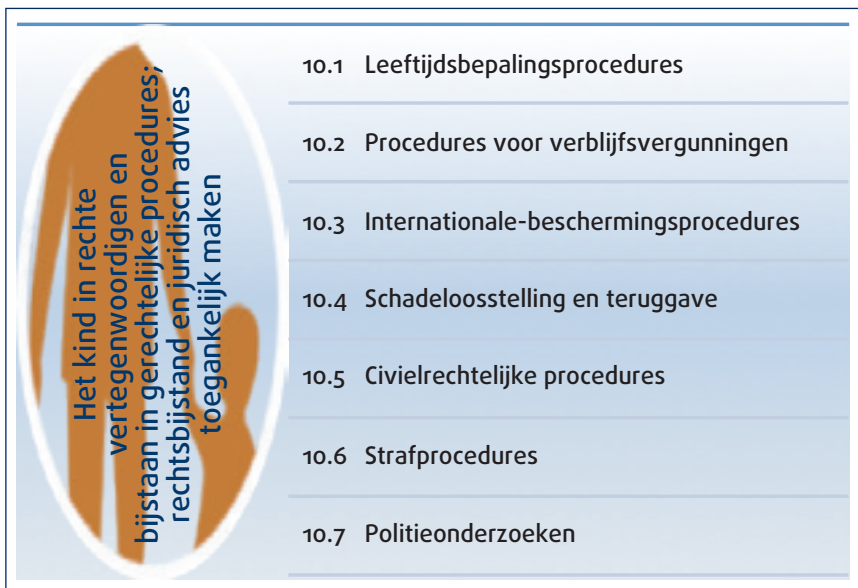 Het kind in rechte
vertegenwoordigen en
bijstaan in gerechtelijke procedures;
rechtsbijstand en juridisch advies
toegankelijk maken
10.1 Leeftijdsbepalingsprocedures
10.2 Procedures voor verblijfsvergunningen
10.3 Internationale-beschermingsprocedures
10.4 Schadeloosstelling en teruggave
10.5 Civielrechtelijke procedures
10.6 Strafprocedures
10.7 Politieonderzoeken